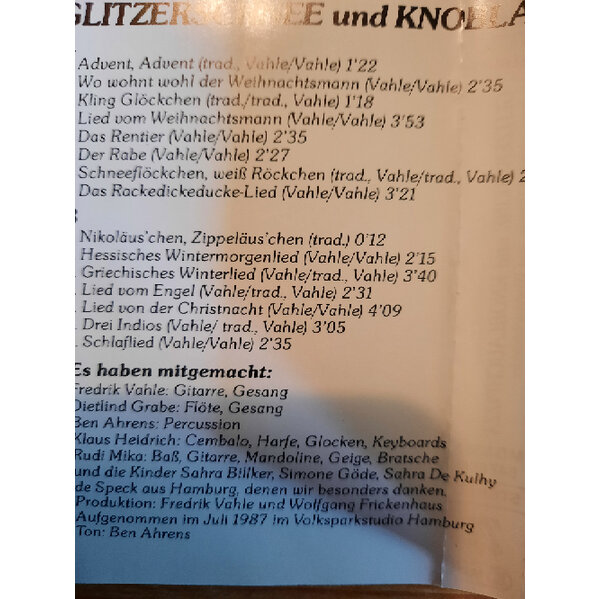 GLITZERSCHNEE und KNOBLA
Advent, Advent (trad., Vahle/Vahle) 1'22
Wo wohnt wohl der Weihnachtsmann (Vahle/Vahle) 2'35
Kling Glöckchen (trad./trad., Vahle) 1'18
Lied vom Weihnachtsmann (Vahle/Vahle) 3'53
Das Rentier (Vahle/Vahle) 2'35
Der Rabe (Vahle/Vahle) 2'27
Schneeflöckchen, weiß Röckchen (trad., Vahle/trad., Vahle) 2
Das Rackedickeducke-Lied (Vahle/Vahle) 3'21
Nikoläus'chen, Zippeläus'chen (trad.) 0'12
Hessisches Wintermorgenlied (Vahle/Vahle) 2'15
. Griechisches Winterlied (Vahle/trad., Vahle) 3'40
. Lied vom Engel (Vahle/trad., Vahle) 2'31
. Lied von der Christnacht (Vahle/Vahle) 4'09
. Drei Indios (Vahle/ trad., Vahle) 3'05
. Schlaflied (Vahle/Vahle) 2'35
Es haben mitgemacht:
Fredrik Vahle: Gitarre, Gesang
Dietlind Grabe: Flöte, Gesang
Ben Ahrens: Percussion
Klaus Heidrich: Cembalo, Harfe, Glocken, Keyboards
Rudi Mika: Baß, Gitarre, Mandoline, Geige, Bratsche
und die Kinder Sahra Billker, Simone Göde, Sahra De Kulhy
de Speck aus Hamburg, denen wir besonders danken.
Produktion: Fredrik Vahle und Wolfgang Frickenhaus
Aufgenommen im Juli 1987 im Volksparkstudio Hamburg
Ton: Ben Ahrens